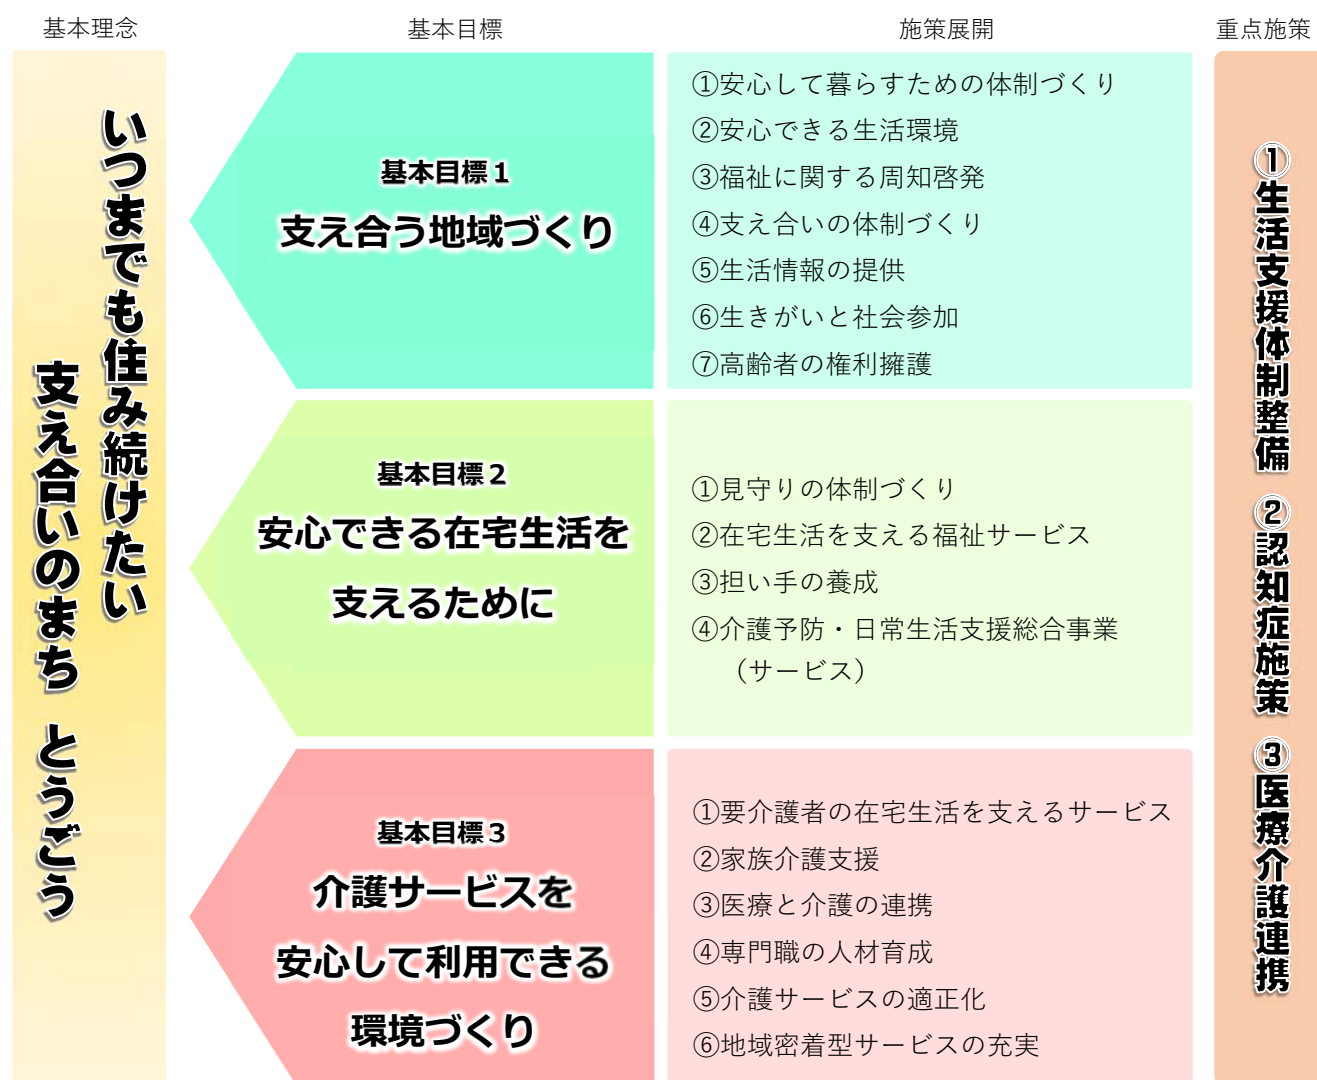 基本理念
基本目標
施策展開
重点施策
いつまでも住み続けたい
支え合いのまち とうごう
基本目標1
支え合う地域づくり
①安心して暮らすための体制づくり
②安心できる生活環境
③福祉に関する周知啓発
④支え合いの体制づくり
⑤生活情報の提供
⑥生きがいと社会参加
⑦高齢者の権利擁護
基本目標2
安心できる在宅生活を
支えるために
①見守りの体制づくり
②在宅生活を支える福祉サービス
③担い手の養成
④介護予防・日常生活支援総合事業
（サービス）
基本目標3
介護サービスを
安心して利用できる
環境づくり
①要介護者の在宅生活を支えるサービス
②家族介護支援
③医療と介護の連携
④専門職の人材育成
⑤介護サービスの適正化
⑥地域密着型サービスの充実
①生活支援体制整備 ②認知症施策 ③医療介護連携